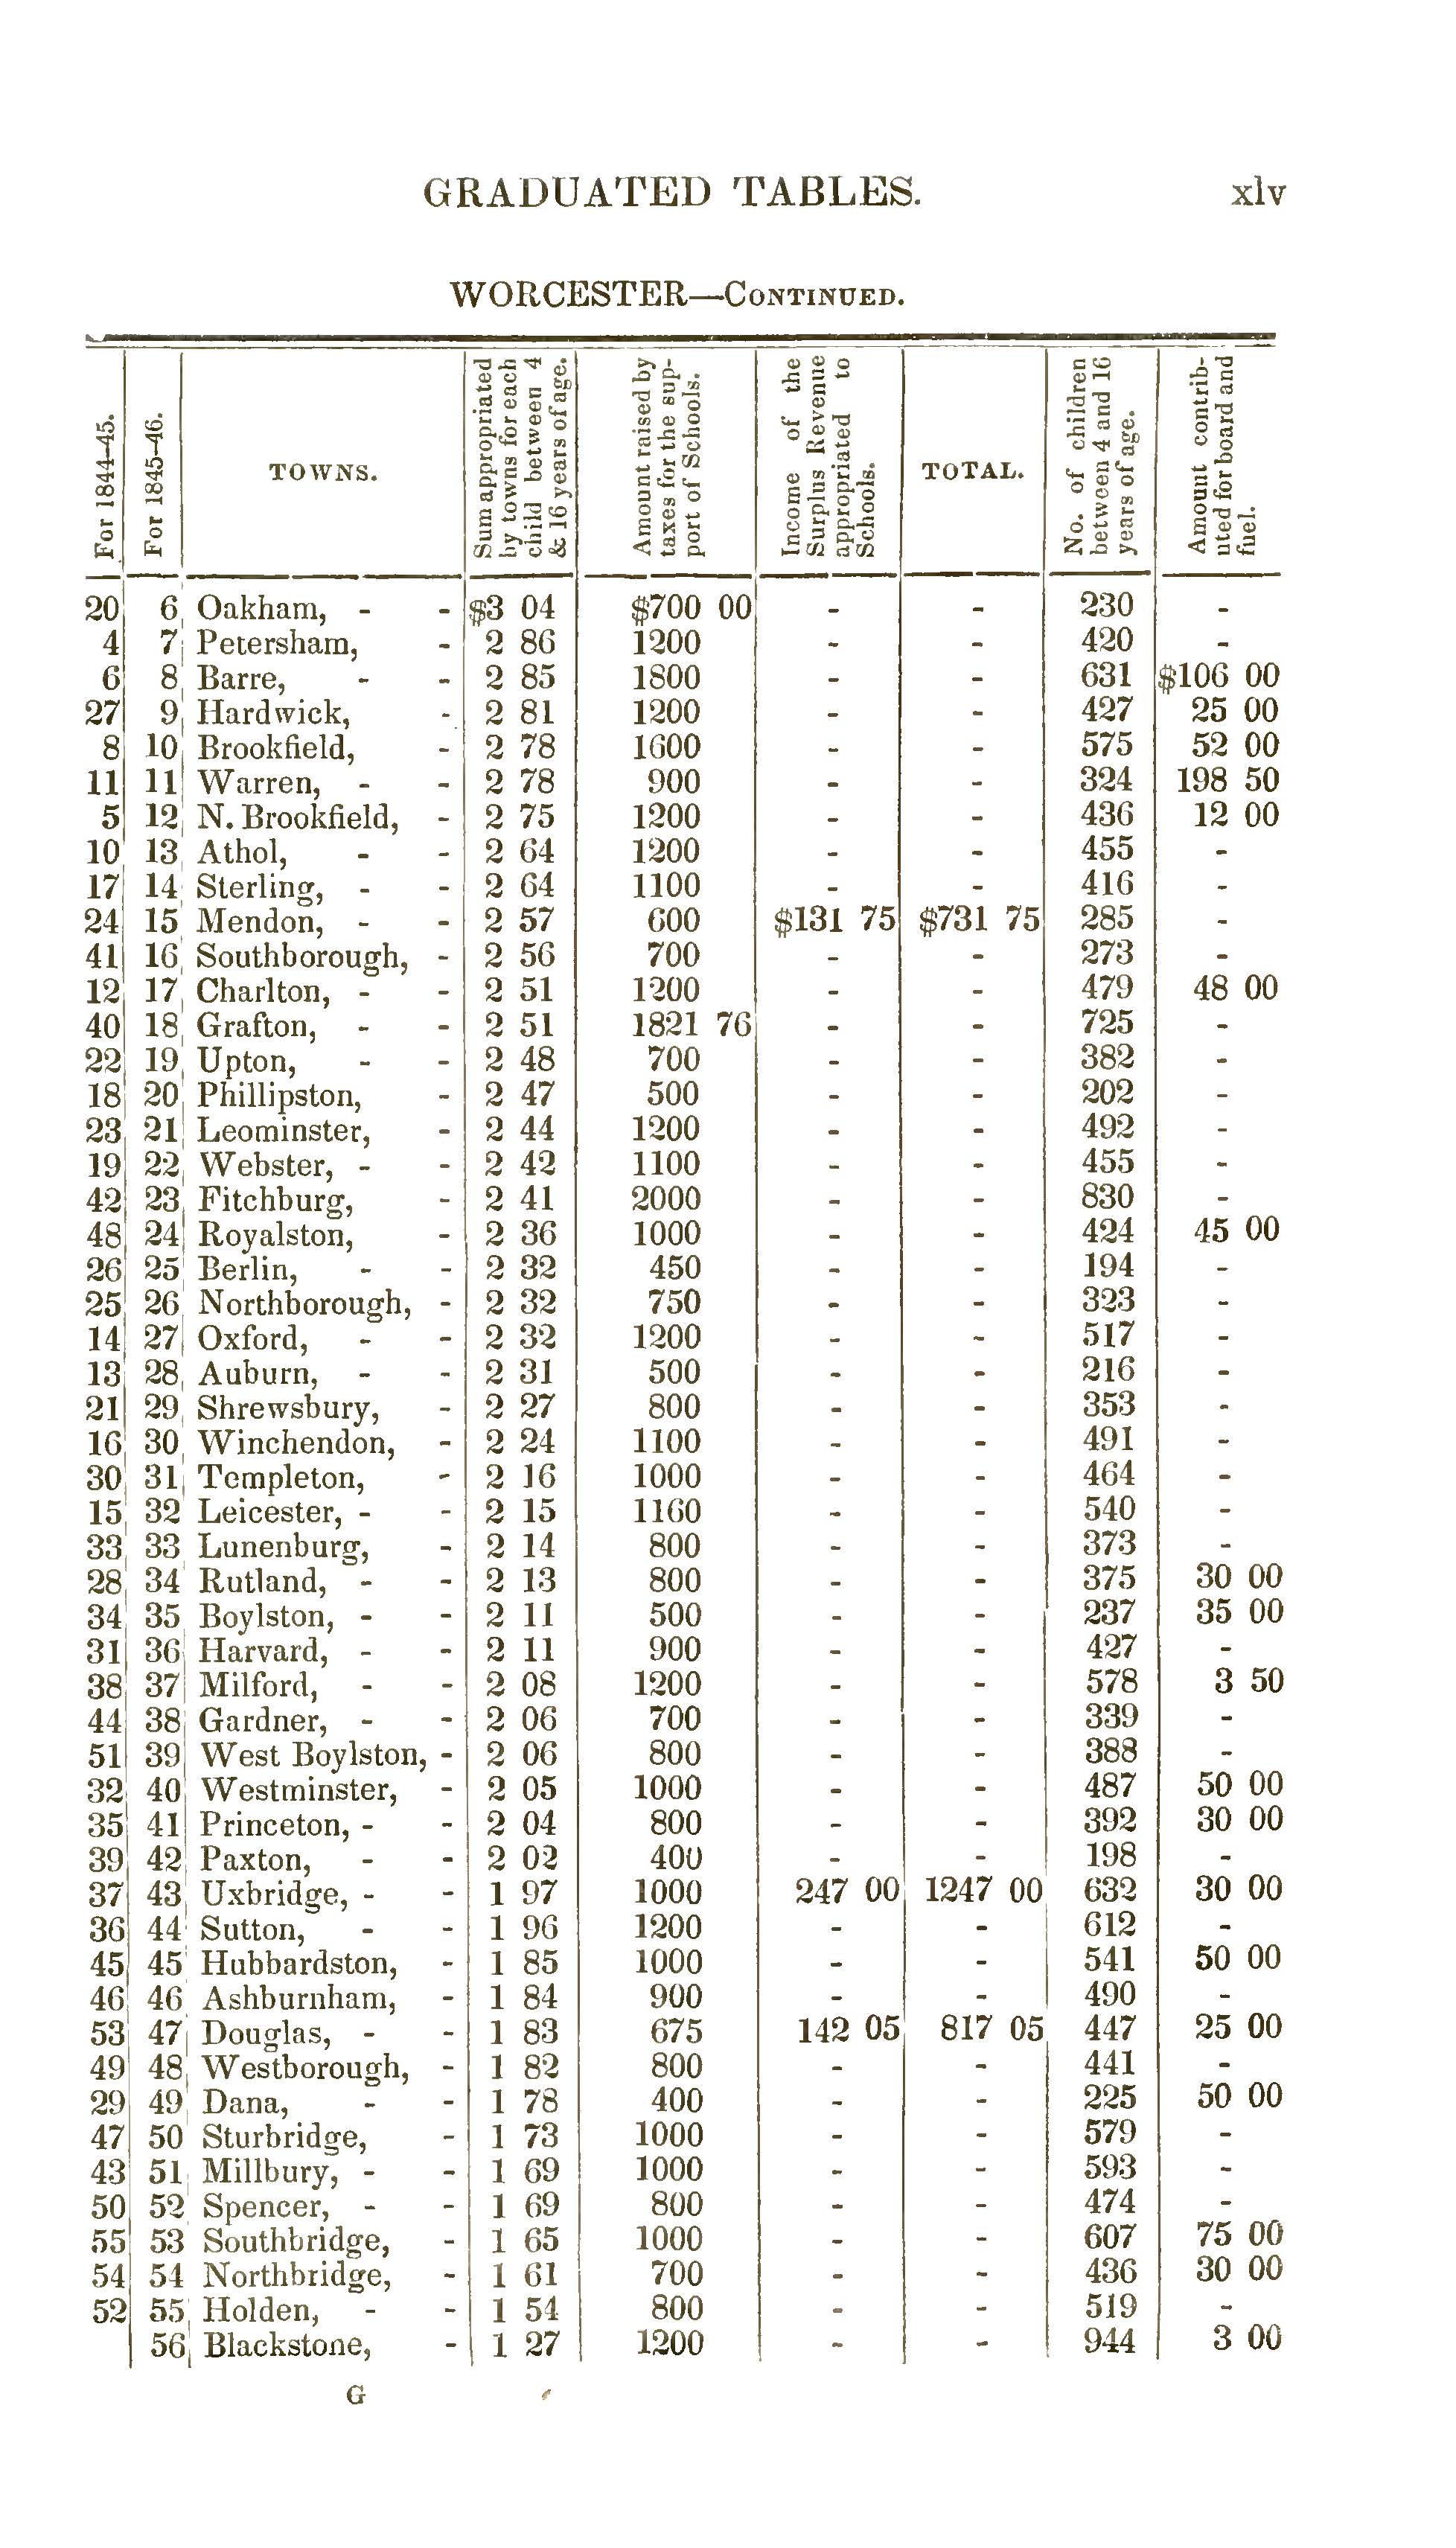 GRADUATED TABLES. xlv
WORCESTER—CONTINUED.
For 1844–45. For 1845–46. TOWNS. Sum appropriated by towns for each child between 4 & 16 years of age. Amount raised by taxes for the support of Schools. Income of the Surplus Revenue appropriated to Schools. TOTAL. No. of children between 4 and 16 years of age. Amount contributed for board and fuel.
20 6 Oakham, - - $3 04 $700 00 - - 230 -
4 7 Petersham, - 2 86 1200 - - 420 -
6 8 Barre, - - 2 85 1800 - - 631 $106 00
27 9 Hardwick, - 2 81 1200 - - 427 25 00
8 10 Brookfield, - 2 78 1600 - - 575 52 00
11 11 Warren, - - 2 78 900 - - 324 198 50
5 12 N. Brookfield, - 2 75 1200 - - 436 12 00
10 13 Athol, - - 2 64 1200 - - 455 -
17 14 Sterling, - - 2 64 1100 - - 416 -
24 15 Mendon, - - 2 57 600 $131 75 $731 75 285 -
41 16 Southborough, - 2 56 700 - - 273 -
12 17 Charlton, - - 2 51 1200 - - 479 48 00
40 18 Grafton, - - 2 51 1821 76 - - 725 -
22 19 Upton, - - 2 48 700 - - 382 -
18 20 Phillipston, - 2 47 500 - - 202 -
23 21 Leominster, - 2 44 1200 - - 492 -
19 22 Webster, - - 2 42 1100 - - 455 -
42 23 Fitchburg, - 2 41 2000 - - 830 -
48 24 Royalston, - 2 36 1000 - - 424 45 00
26 25 Berlin, - - 2 32 450 - - 194 -
25 26 Northborough, - 2 32 750 - - 323 -
14 27 Oxford, - - 2 32 1200 - - 517 -
13 28 Auburn, - - 2 31 500 - - 216 -
21 29 Shrewsbury, - 2 27 800 - - 353 -
16 30 Winchendon, - 2 24 1100 - - 491 -
30 31 Templeton, - 2 16 1000 - - 464 -
15 32 Leicester, - - 2 15 1160 - - 540 -
33 33 Lunenburg, - 2 14 800 - - 373 -
28 34 Rutland, - - 2 13 800 - - 375 30 00
34 35 Boylston, - - 2 11 500 - - 237 35 00
31 36 Harvard, - - 2 11 900 - - 427 -
38 37 Milford, - - 2 08 1200 - - 578 3 50
44 38 Gardner, - - 2 06 700 - - 339 -
51 39 West Boylston, - 2 06 800 - - 388 -
32 40 Westminster, - 2 05 1000 - - 487 50 00
35 41 Princeton, - - 2 04 800 - - 392 30 00
39 42 Paxton, - - 2 02 400 - - 198 -
37 43 Uxbridge, - - 1 97 1000 247 00 1247 00 632 30 00
36 44 Sutton, - - 1 96 1200 - - 612 -
45 45 Hubbardston, - 1 85 1000 - - 541 50 00
46 46 Ashburnham, - 1 84 900 - - 490 -
53 47 Douglas, - - 1 83 675 142 05 817 05 447 25 00
49 48 Westborough, - 1 82 800 - - 441 -
29 49 Dana, - - 1 78 400 - - 225 50 00
47 50 Sturbridge, - 1 73 1000 - - 579 -
43 51 Millbury, - - 1 69 1000 - - 593 -
50 52 Spencer, - - 1 69 800 - - 474 -
55 53 Southbridge, - 1 65 1000 - - 607 75 00
54 54 Northbridge, - 1 61 700 - - 436 30 00
52 55 Holden, - - 1 54 800 - - 519 -
56 Blackstone, - 1 27 1200 - - 944 3 00
G